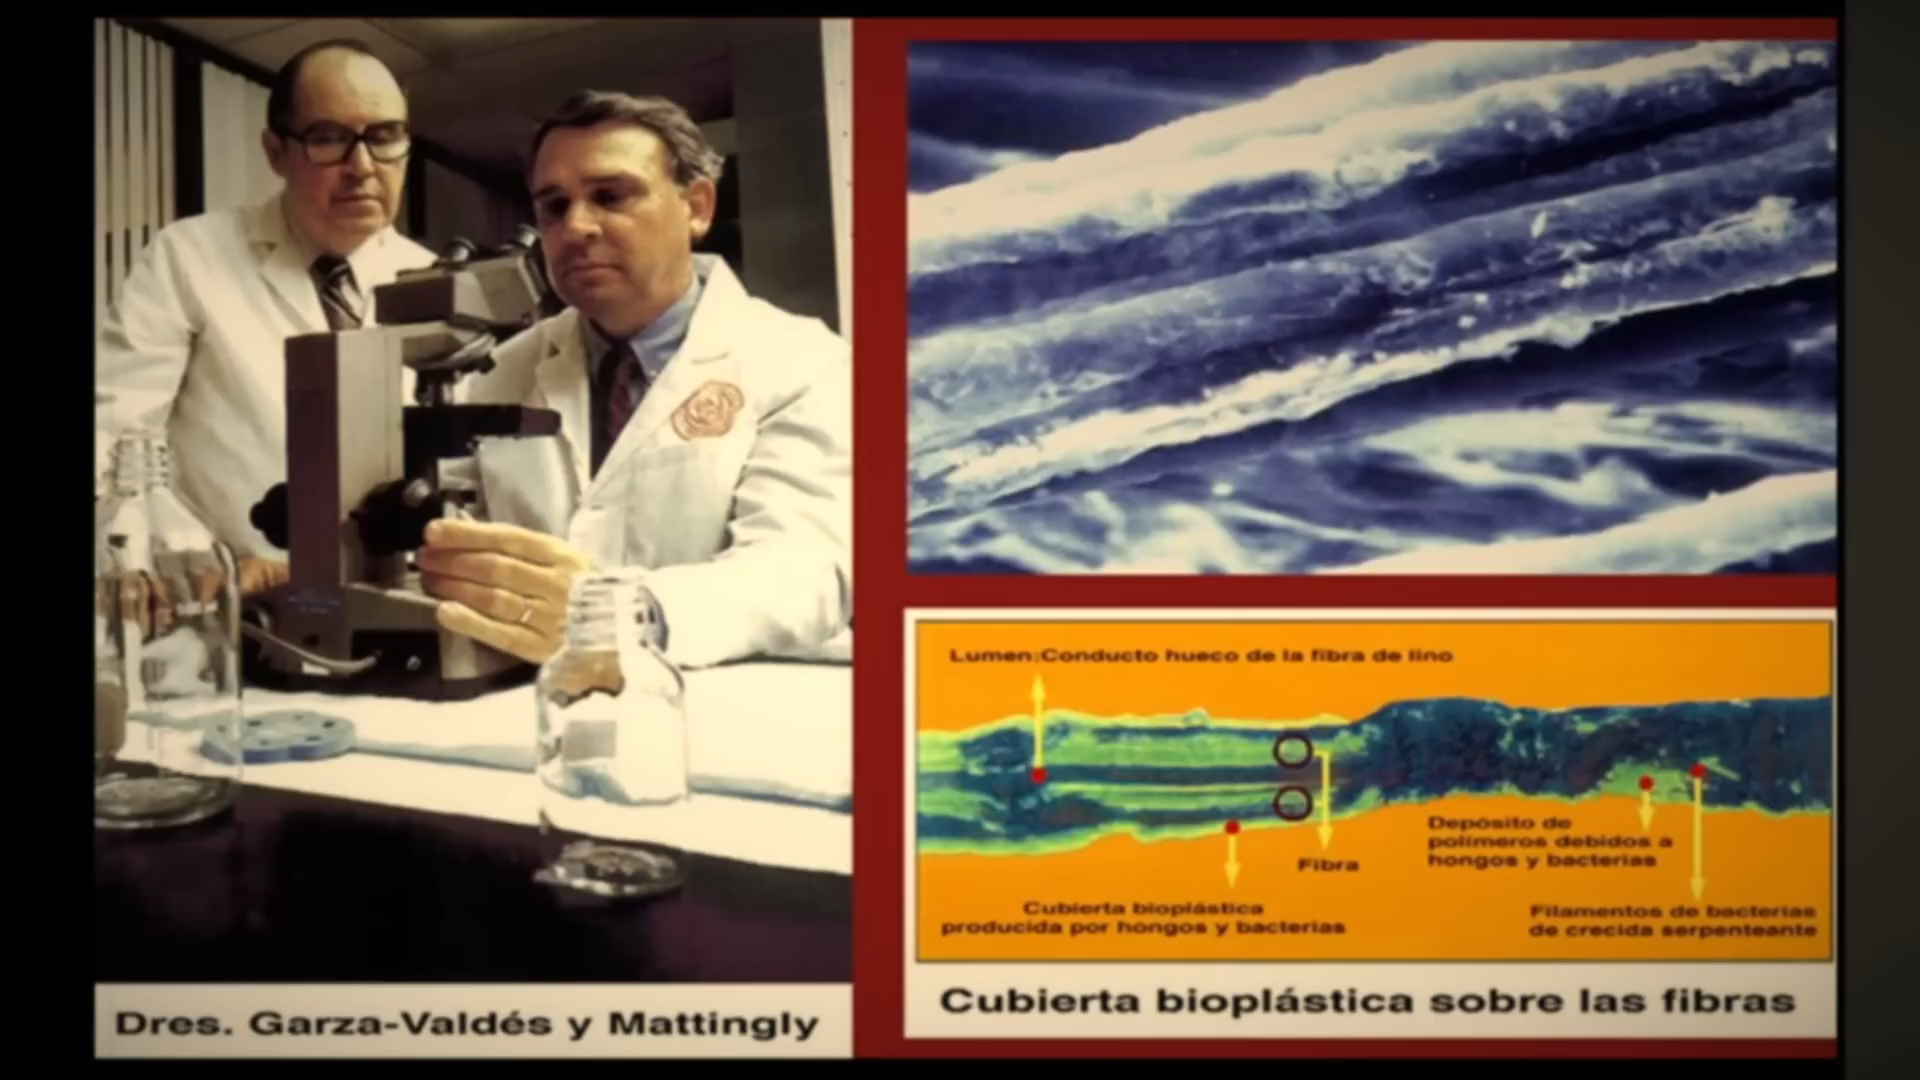 Dres. Garza-Valdés y Mattingly
Lumen:Conducto hueco de la fibra de lino
Fibra
Depósito de
polímeros debidos a
hongos y bacterias
Cubierta bioplástica
producida por hongos y bacterias
Filamentos de bacterias
de crecida serpenteante
Cubierta bioplástica sobre las fibras